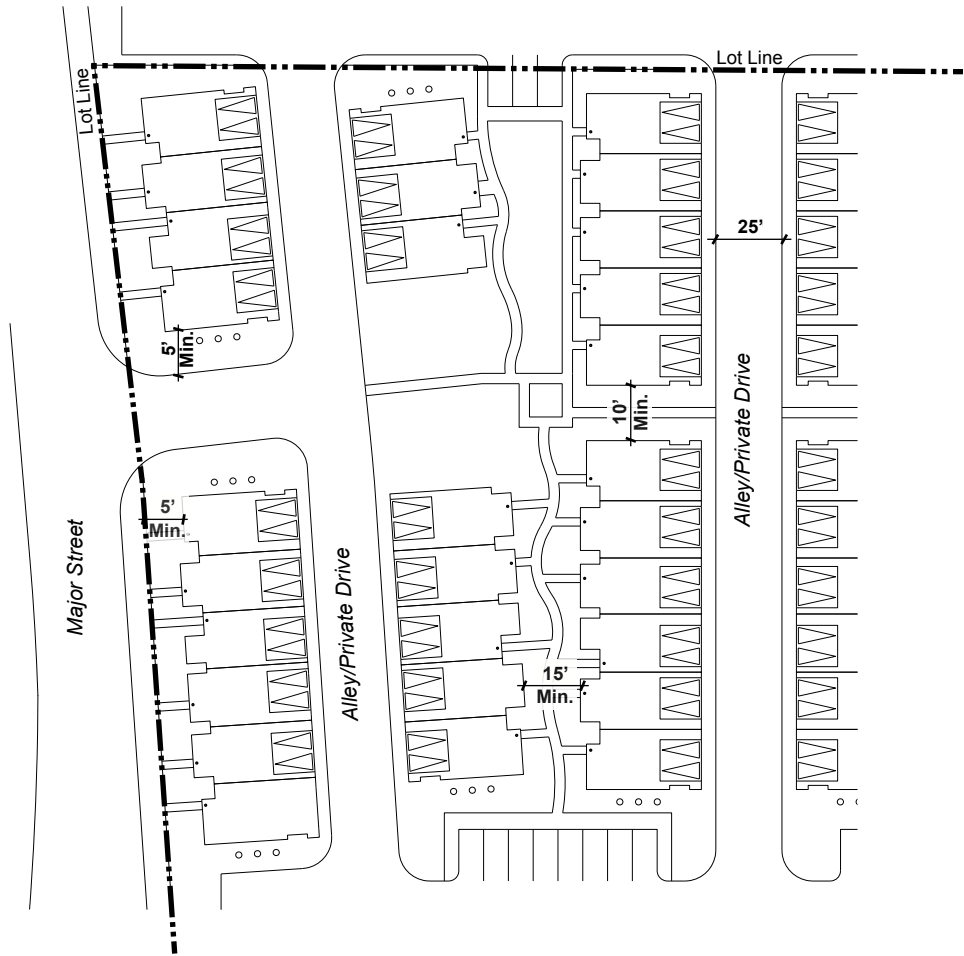 Lot Line
Lot Line
25'
5'
Min.
10'
Min.
Alley/Private Drive
5'
Min.
Major Street
Alley/Private Drive
15'
Min.